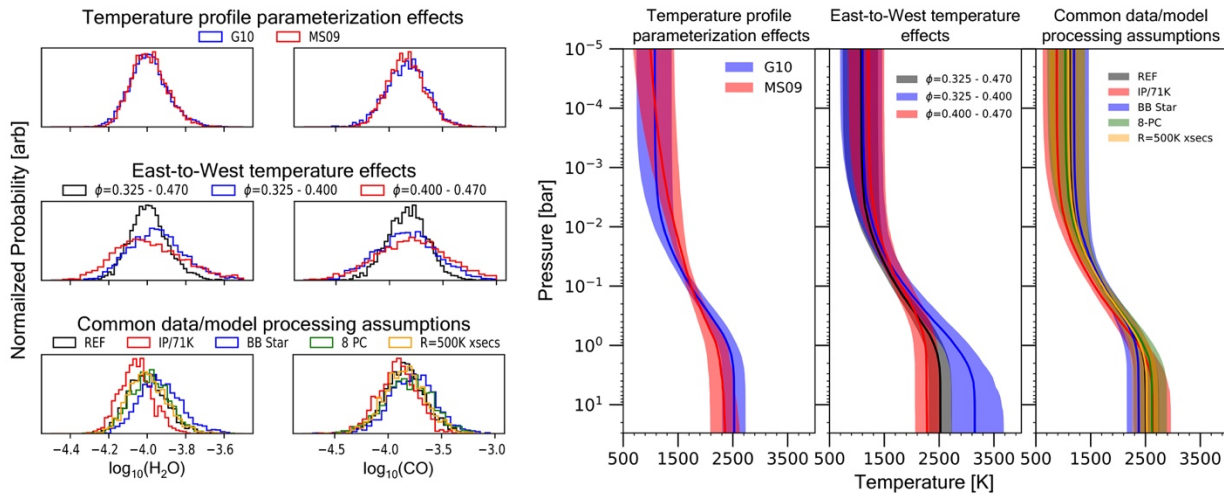 Temperature profile parameterization effects
G10 MS09
East-to-West temperature effects
ϕ=0.325 - 0.470 ϕ=0.325 - 0.400 ϕ=0.400 - 0.470
Common data/model processing assumptions
REF IP/71K BB Star 8 PC R=500K xsecs
Normalized Probability [arb]
−4.4 −4.2 −4.0 −3.8 −3.6
log10(H2O)
−4.5 −4.0 −3.5 −3.0
log10(CO)
Temperature profile
parameterization effects
G10
MS09
East-to-West temperature
effects
ϕ=0.325 - 0.470
ϕ=0.325 - 0.400
ϕ=0.400 - 0.470
Common data/model
processing assumptions
REF
IP/71K
BB Star
8-PC
R=500K xsecs
Pressure [bar]
10−5
10−4
10−3
10−2
10−1
100
101
500 1500 2500 3500
500 1500 2500 3500
500 1500 2500 3500
Temperature [K]